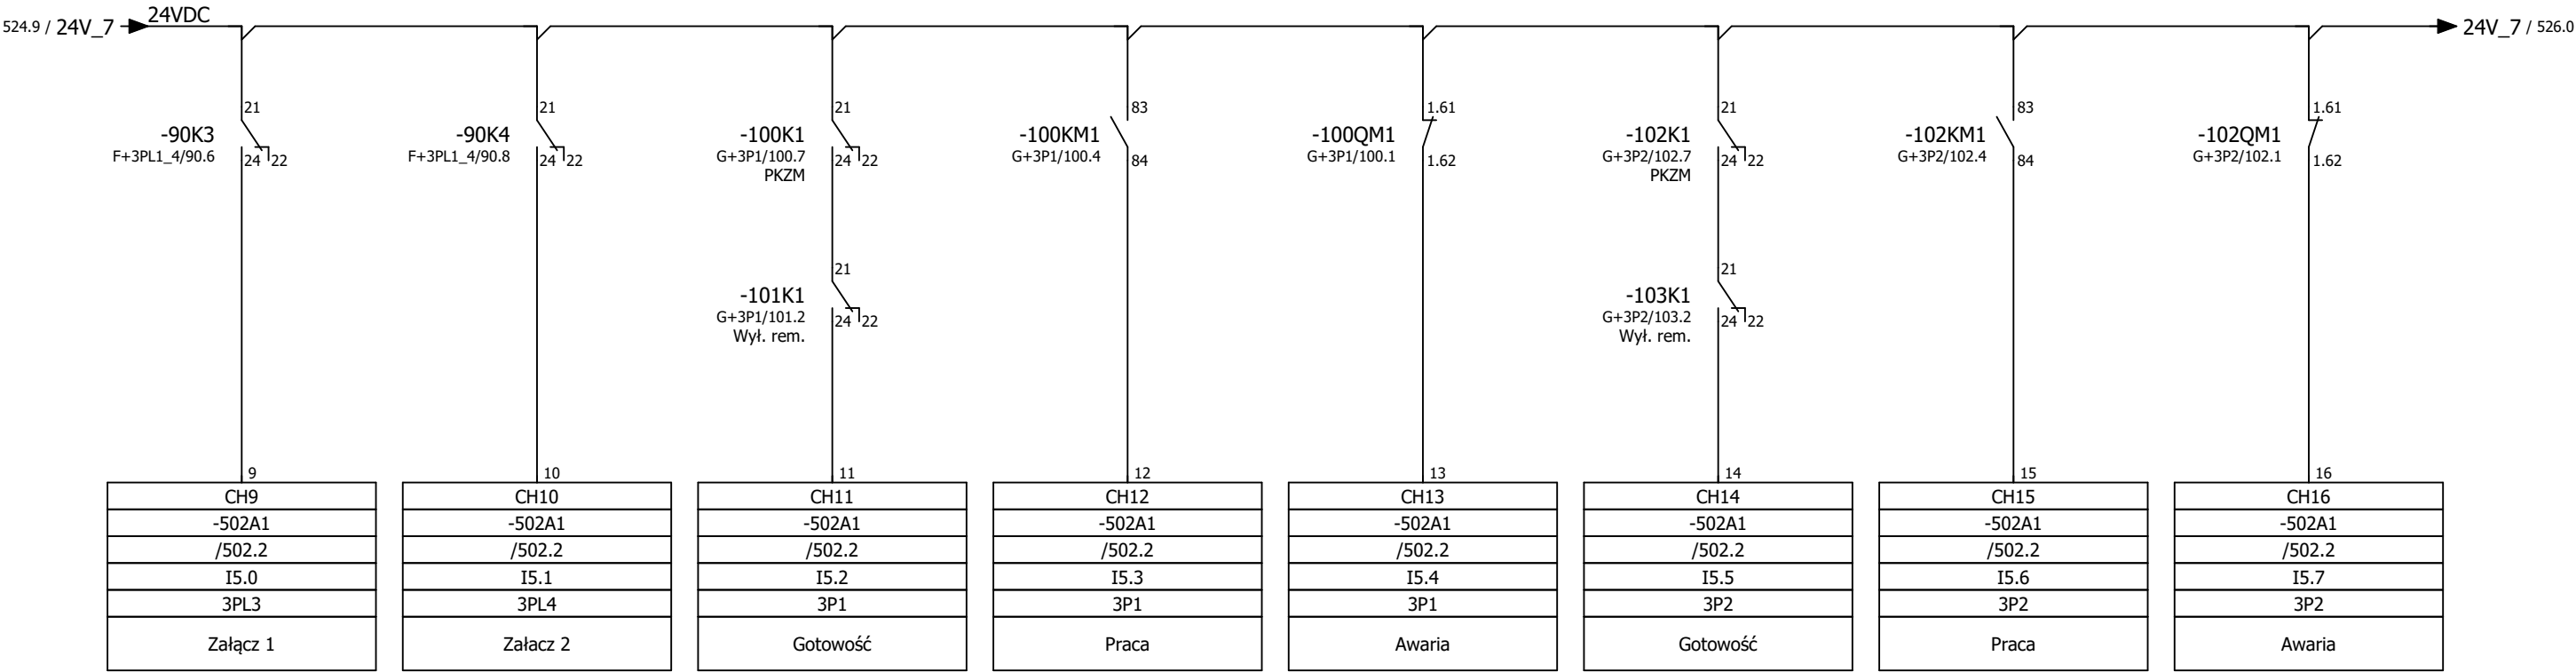 24VDC
524.9 / 24V_7
24V_7 / 526.0
21
-90K3
F+3PL1_4/90.6
24 22
21
-90K4
F+3PL1_4/90.8
24 22
21
-100K1
G+3P1/100.7
PKZM
24 22
83
-100KM1
G+3P1/100.4
84
1.61
-100QM1
G+3P1/100.1
1.62
21
-102K1
G+3P2/102.7
PKZM
24 22
83
-102KM1
G+3P2/102.4
84
1.61
-102QM1
G+3P2/102.1
1.62
21
-101K1
G+3P1/101.2
Wył. rem.
24 22
21
-103K1
G+3P2/103.2
Wył. rem.
24 22
9
CH9
-502A1
/502.2
I5.0
3PL3
Załącz 1
10
CH10
-502A1
/502.2
I5.1
3PL4
Załacz 2
11
CH11
-502A1
/502.2
I5.2
3P1
Gotowość
12
CH12
-502A1
/502.2
I5.3
3P1
Praca
13
CH13
-502A1
/502.2
I5.4
3P1
Awaria
14
CH14
-502A1
/502.2
I5.5
3P2
Gotowość
15
CH15
-502A1
/502.2
I5.6
3P2
Praca
16
CH16
-502A1
/502.2
I5.7
3P2
Awaria